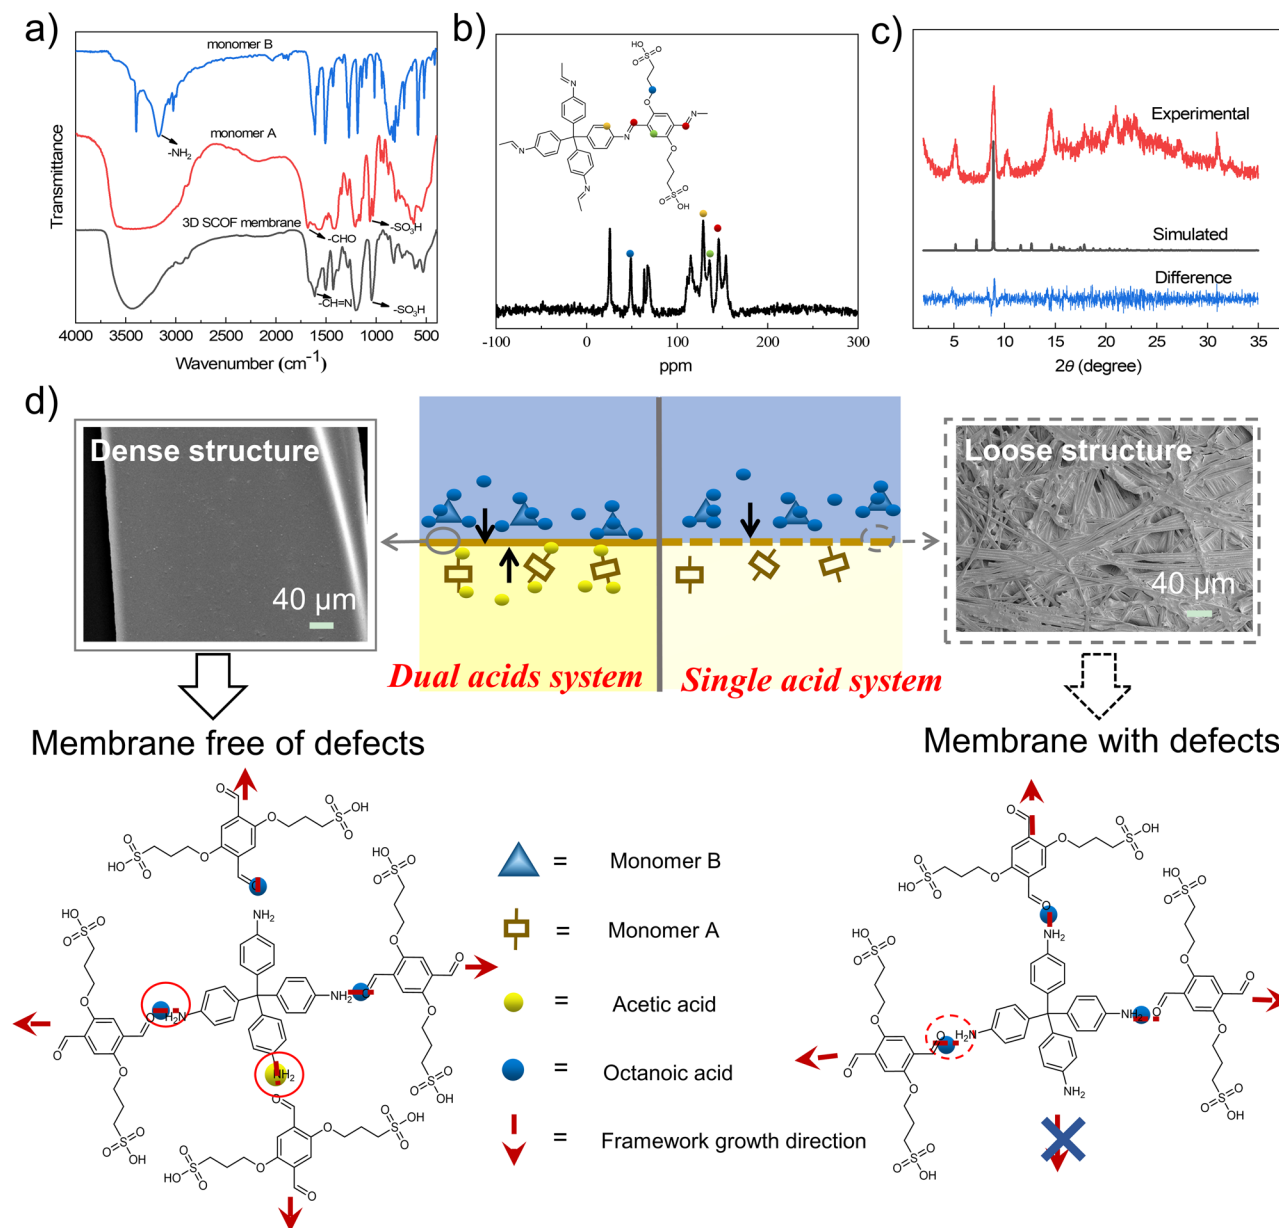 a)
monomer B
-NH2
monomer A
3D SCOF membrane
-SO3H
-CHO
-CH=N
-SO3H
Transmittance
4000 3500 3000 2500 2000 1500 1000 500
Wavenumber (cm-1)
b)
HO
O
S
O
O
N
N
N
N
N
O
O
S
O
OH
-100 0 100 200 300
ppm
c)
Experimental
Simulated
Difference
5 10 15 20 25 30 35
2θ (degree)
d)
Dense structure
40 μm
Loose structure
40 μm
Dual acids system
Single acid system
Membrane free of defects
Membrane with defects
= Monomer B
= Monomer A
= Acetic acid
= Octanoic acid
= Framework growth direction